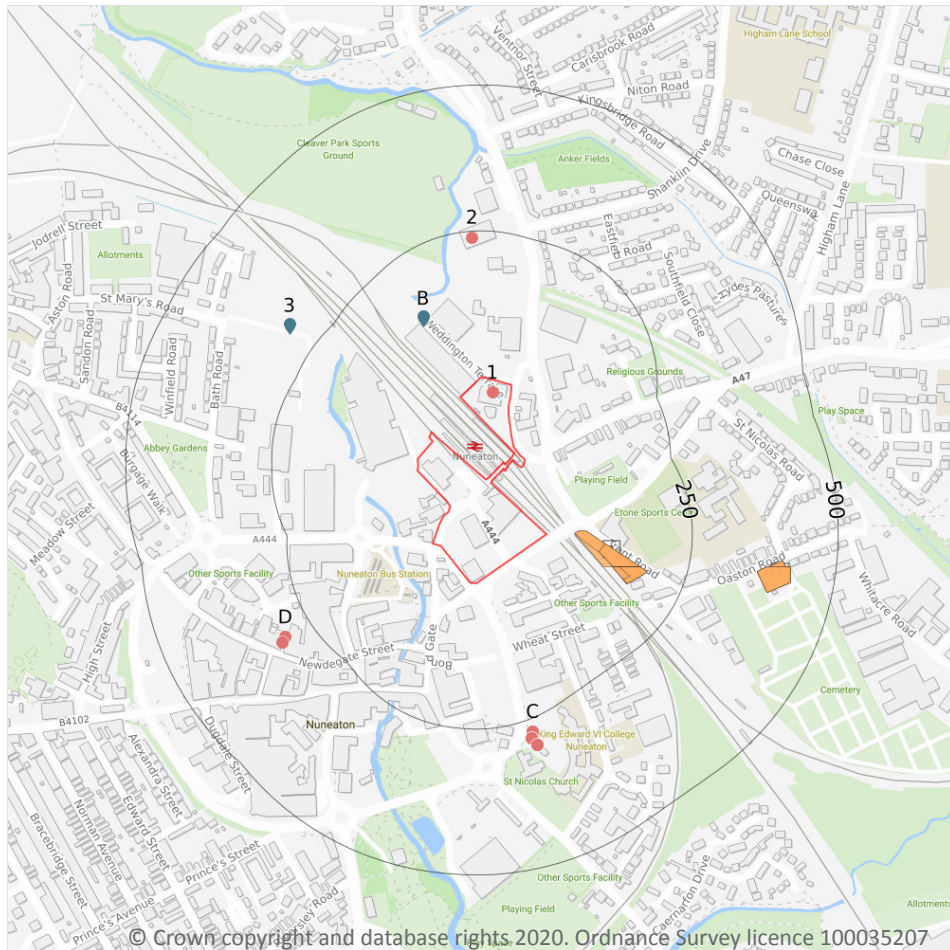 Ventnor Street
Carisbrook Road
Higham Lane School
Niton Road
Kingsbridge Road
Cleaver Park Sports
Ground
Anker Fields
Shanklin Drive
Chase Close
Queenswa
Higham Lane
Jodrell Street
2
Eastfield Road
Allotments
Aston Road
St Mary's Road
3
B
Southfield Close
Hydes Pastures
Sandon Road
Winfield Road
Bath Road
Weddington Terrace
1
Religious Grounds
A47
B4114
Play Space
Abbey Gardens
St Nicolas Road
Burgage Walk
Nuneaton
Playing Field
250
500
Meadow Street
Etone Sports Ce
A444
A444
Other Sports Facility
Nuneaton Bus Station
Oaston Road
Whitacre Road
Other Sports Facility
D
High Street
Newdegate Street
Bond Gate
Wheat Street
Cemetery
B4102
Nuneaton
C
King Edward VI College
Nuneaton
Dugdale Street
Alexandra Street
St Nicolas Church
Edward Street
Norman Avenue
Bracebridge Street
Prince's Street
Prince's Avenue
Other Sports Facility
Caernarfon Drive
Playing Field
© Crown copyright and database rights 2020. Ordnance Survey licence 100035207